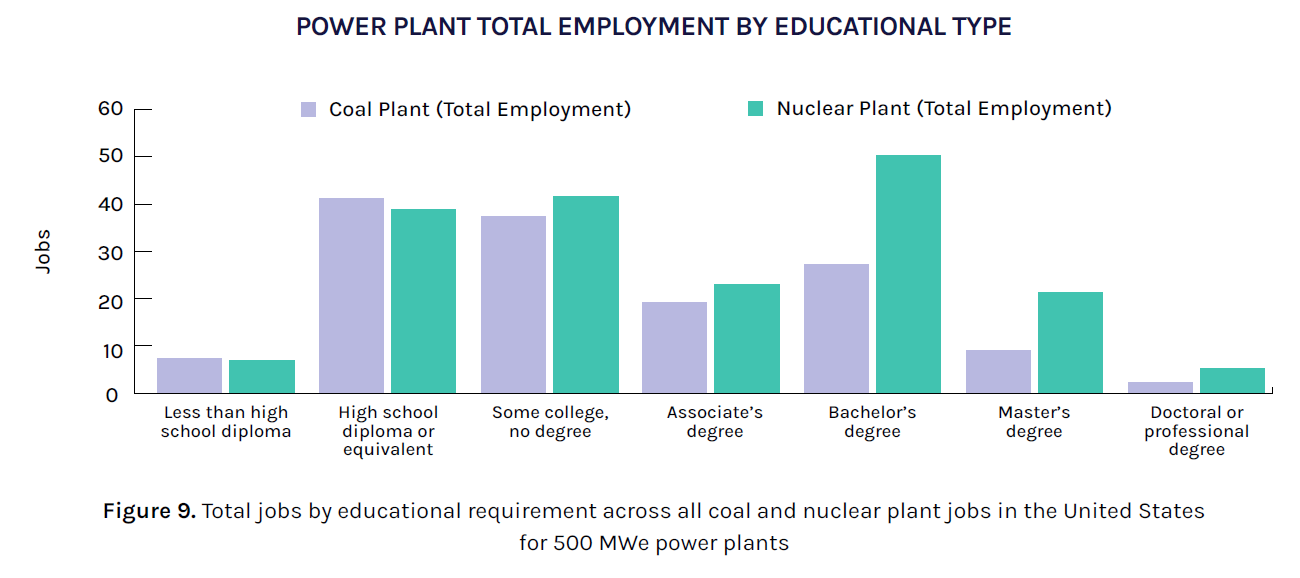 POWER PLANT TOTAL EMPLOYMENT BY EDUCATIONAL TYPE
Coal Plant (Total Employment)
Nuclear Plant (Total Employment)
Jobs
60
50
40
30
20
10
0
Less than high
school diploma
High school
diploma or
equivalent
Some college,
no degree
Associate's
degree
Bachelor's
degree
Master's
degree
Doctoral or
professional
degree
Figure 9. Total jobs by educational requirement across all coal and nuclear plant jobs in the United States
for 500 MWe power plants